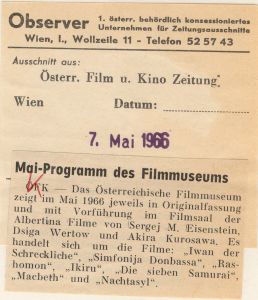 Observer 1. österr. behördlich konzessioniertes
Unternehmen für Zeitungsausschnitte
Wien, I., Wollzeile 11 - Telefon 52 57 43
Ausschnitt aus:
Österr. Film u. Kino Zeitung
Wien Datum:
7. Mai 1966
Mai-Programm des Filmmuseums
ÖFK — Das Österreichische Filmmuseum
zeigt im Mai 1966 jeweils in Originalfassung
und mit Vorführung im Filmsaal der
Albertina Filme von Sergej M. Eisenstein,
Dsiga Wertow und Akira Kurosawa. Es
handelt sich um die Filme: „Iwan der
Schreckliche", „Simfonija Donbassa", „Ras-
homon", „Ikiru", „Die sieben Samurai",
„Macbeth" und „Nachtasyl".